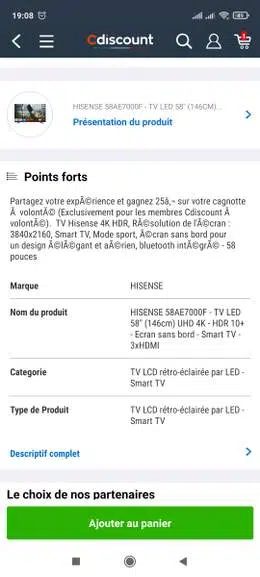 19:08
45
Cdiscount
1
HISENSE 58AE7000F - TV LED 58" (146CM)...
Présentation du produit
Points forts
Partagez votre expÃ©rience et gagnez 25â‚¬ sur votre cagnotte
Ã  volontÃ© (Exclusivement pour les membres Cdiscount Ã
volontÃ©).  TV Hisense 4K HDR, RÃ©solution de l'Ã©cran :
3840x2160, Smart TV, Mode sport, Ã©cran sans bord pour
un design Ã©lÃ©gant et aÃ©rien, bluetooth intÃ©grÃ© - 58
pouces
Marque HISENSE
Nom du produit HISENSE 58AE7000F - TV LED
58" (146cm) UHD 4K - HDR 10+
- Ecran sans bord - Smart TV -
3xHDMI
Categorie TV LCD rétro-éclairée par LED -
Smart TV
Type de Produit TV LCD rétro-éclairée par LED -
Smart TV
Descriptif complet
Le choix de nos partenaires
Ajouter au panier